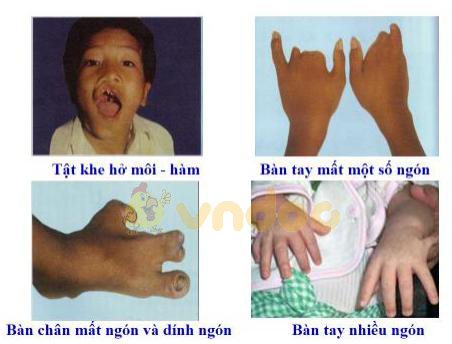 Tật khe hở môi - hàm
Bàn tay mất một số ngón
vndoc
Bàn chân mất ngón và dính ngón
Bàn tay nhiều ngón